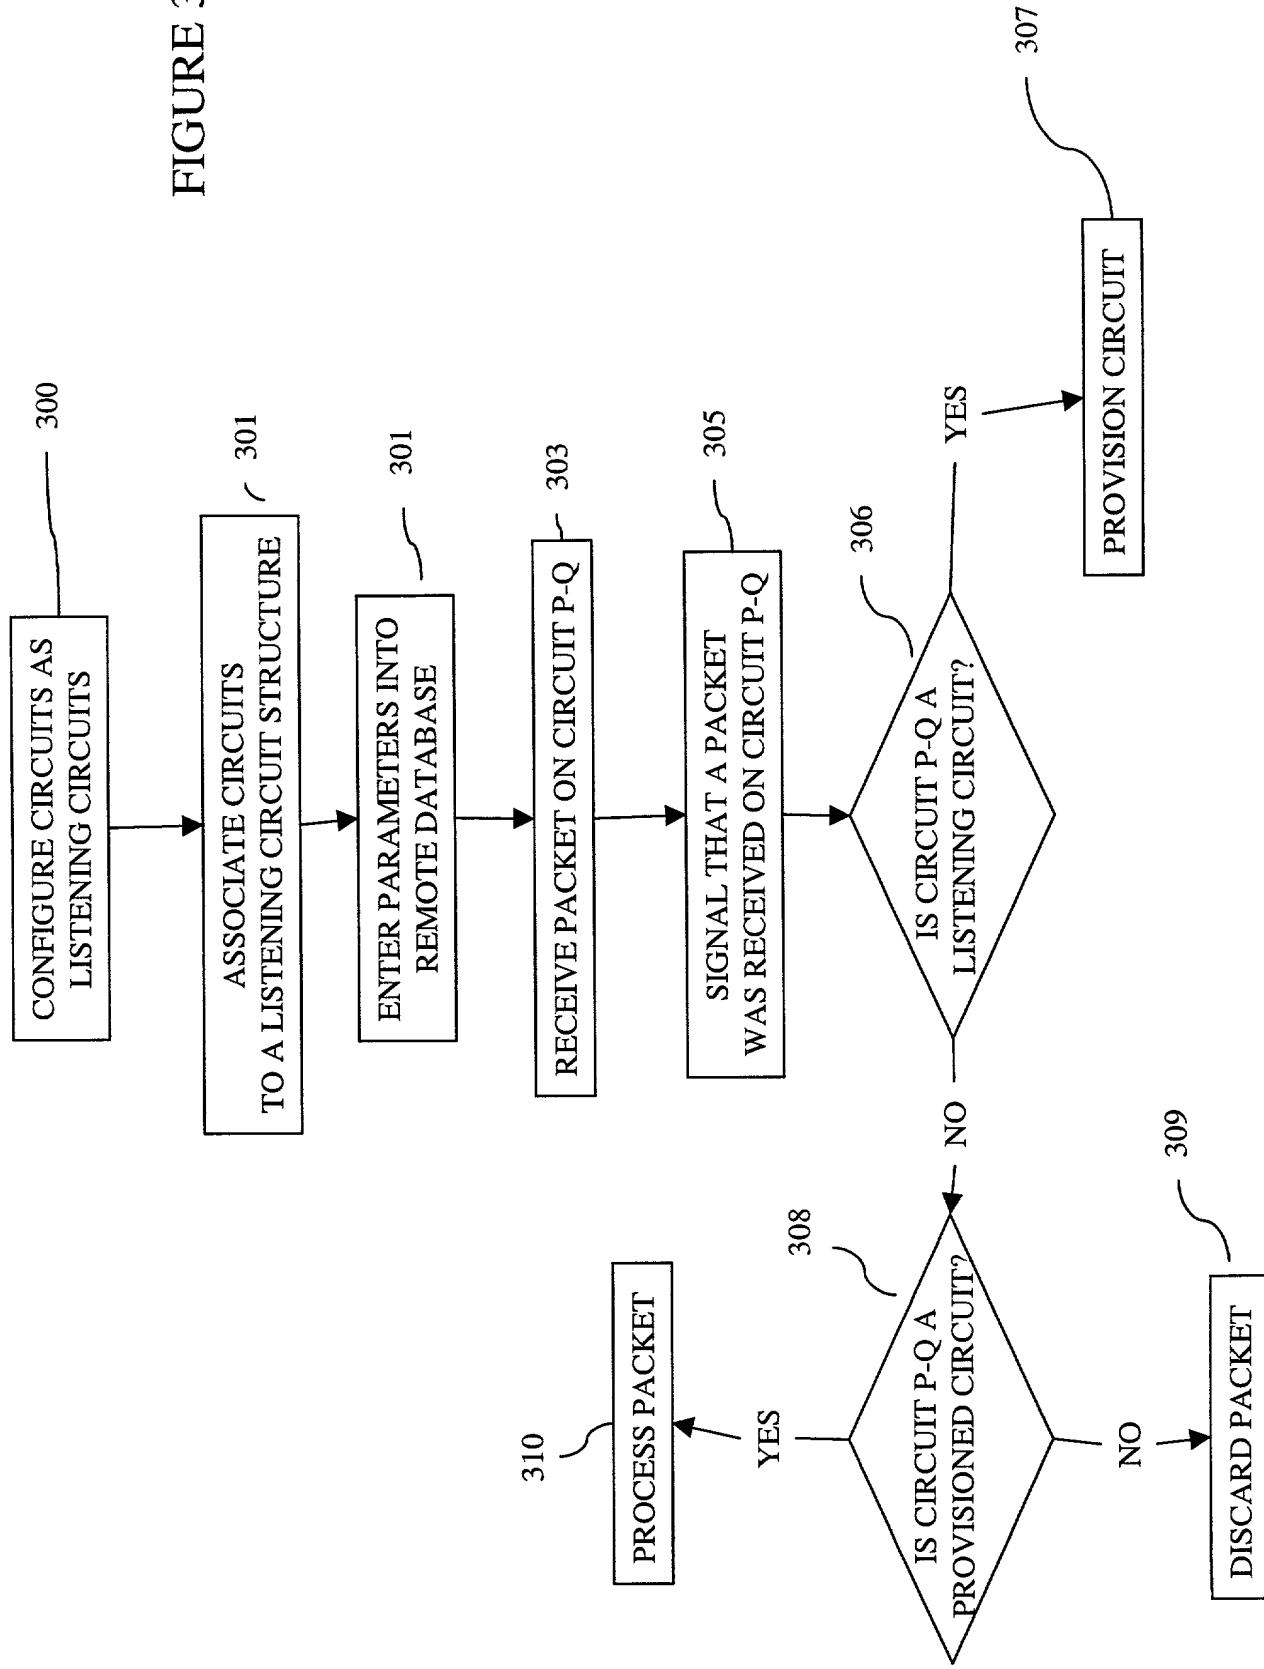 FIGURE 3
300
CONFIGURE CIRCUITS AS
LISTENING CIRCUITS
301
ASSOCIATE CIRCUITS
TO A LISTENING CIRCUIT STRUCTURE
301
ENTER PARAMETERS INTO
REMOTE DATABASE
303
RECEIVE PACKET ON CIRCUIT P-Q
305
SIGNAL THAT A PACKET
WAS RECEIVED ON CIRCUIT P-Q
306
IS CIRCUIT P-Q A
LISTENING CIRCUIT?
YES
307
PROVISION CIRCUIT
NO
308
IS CIRCUIT P-Q A
PROVISIONED CIRCUIT?
YES
310
PROCESS PACKET
NO
309
DISCARD PACKET